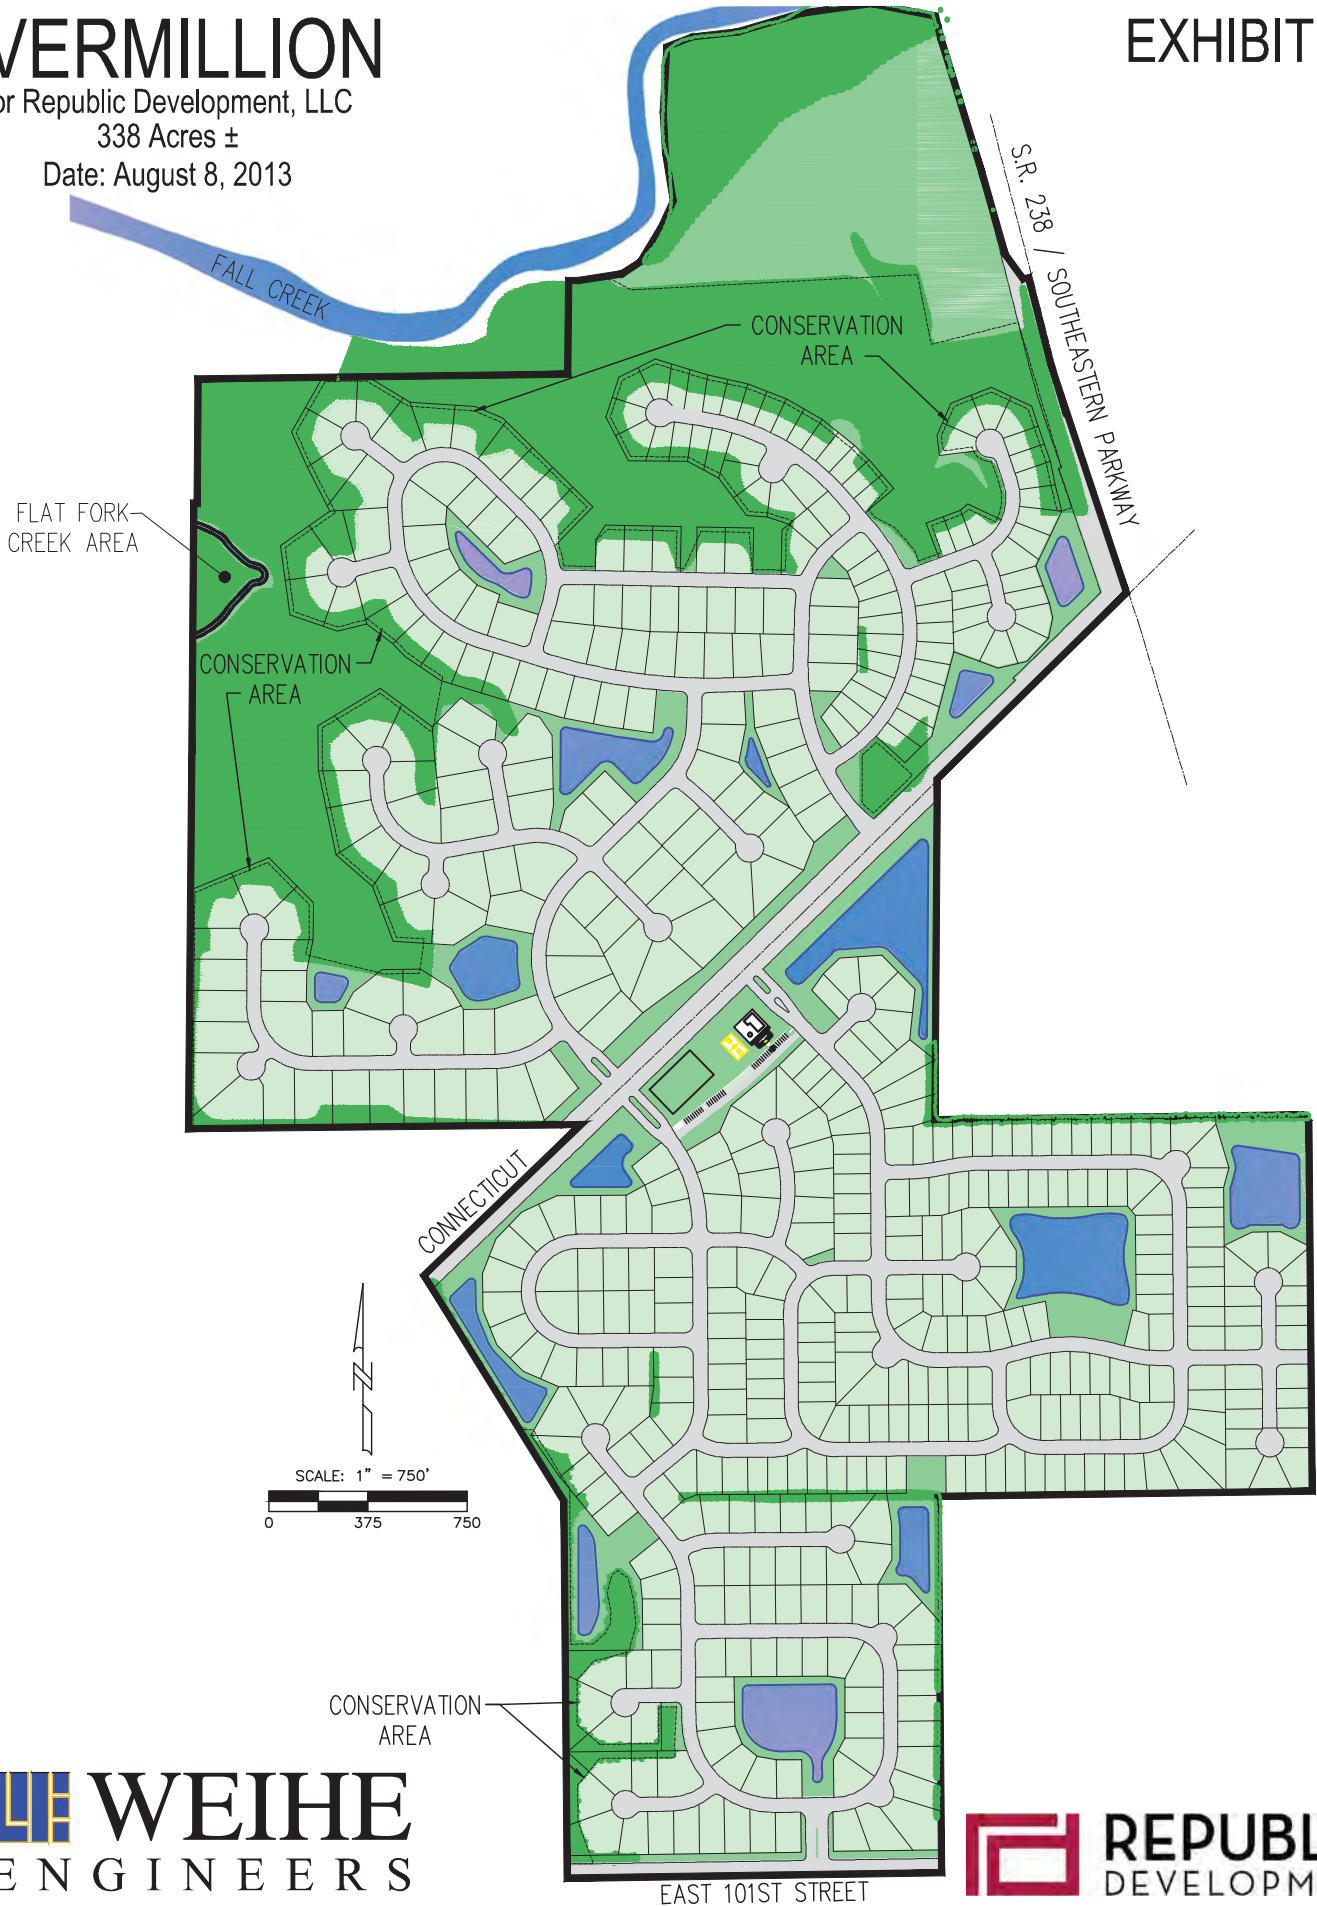 VERMILLION
or Republic Development, LLC
338 Acres ±
Date: August 8, 2013
EXHIBIT
S.R. 238 / SOUTHEASTERN PARKWAY
FALL CREEK
CONSERVATION
AREA
FLAT FORK
CREEK AREA
CONSERVATION
AREA
CONNECTICUT
N
SCALE: 1" = 750'
0 375 750
CONSERVATION
AREA
WEIHE
ENGINEERS
REPUBL
DEVELOPM
EAST 101ST STREET